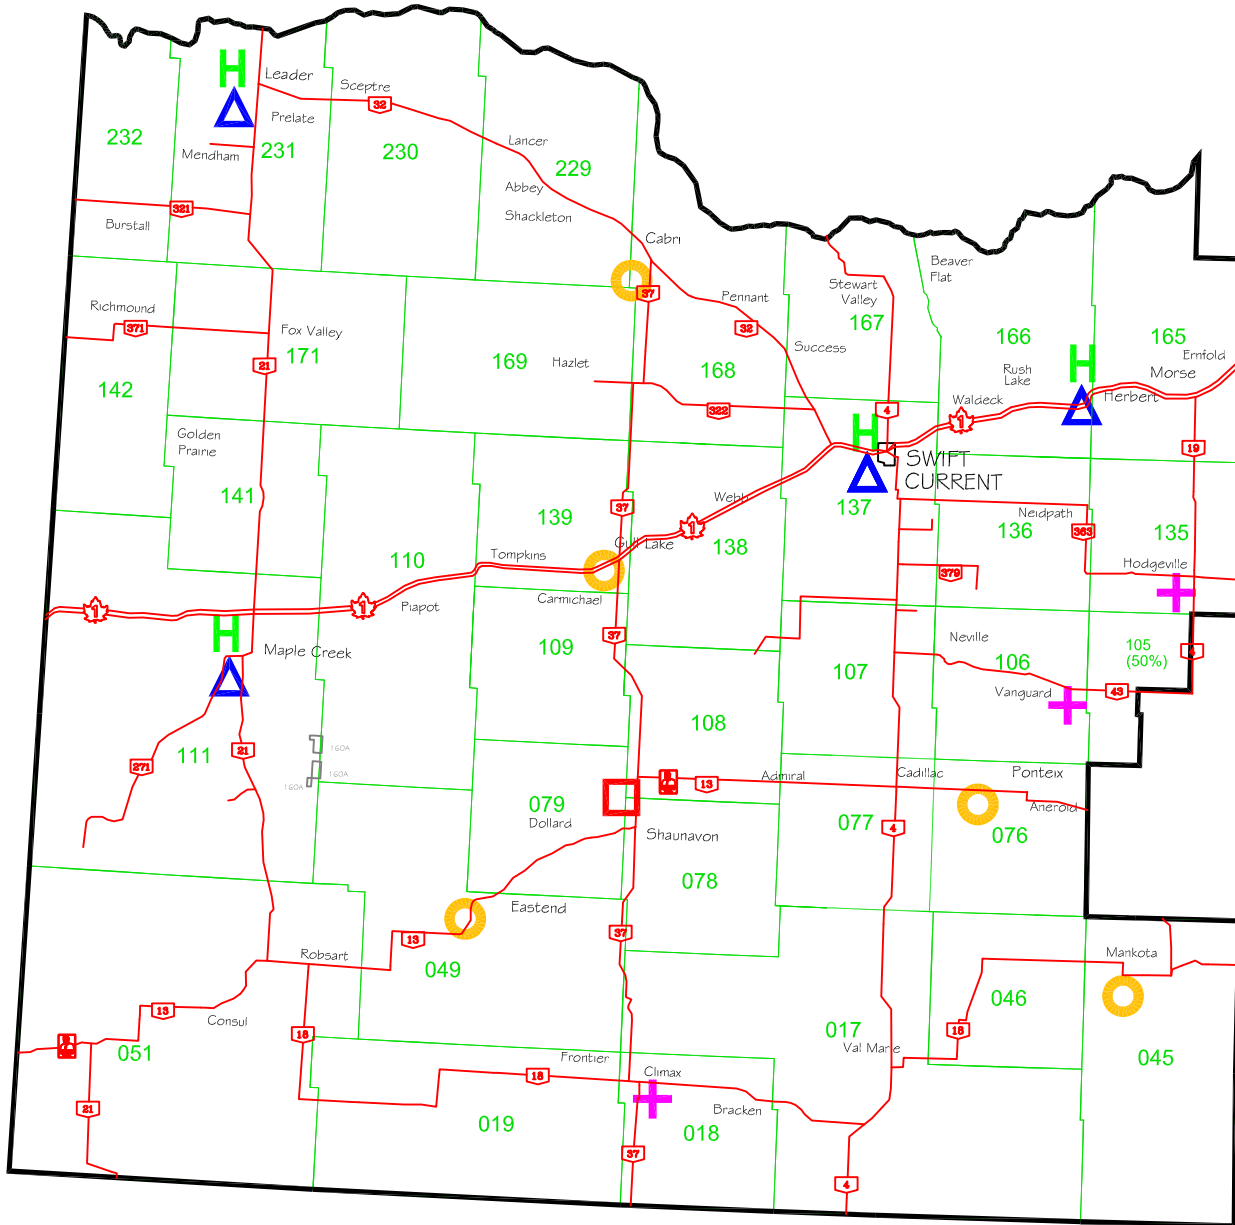 H
Leader
Sceptre
32
Prelate
232
Mendham
231
230
Lancer
229
Abbey
321
Shackleton
Burstall
Cabri
Beaver
Flat
Stewart
Valley
37
Pennant
Richmound
371
Fox Valley
32
167
171
21
Hazlet
169
168
Success
166
165
H
Ernfold
Rush
Lake
Morse
142
322
4
Waldeck
1
Herbert
Golden
Prairie
H
19
SWIFT
CURRENT
141
Webb
37
137
Neidpath
139
1
136
363
135
138
Gull Lake
110
Tompkins
Hodgeville
379
Carmichael
1
1
Piapot
H
Maple Creek
37
109
Neville
105
(50%)
4
106
107
Vanguard
43
108
111
21
160A
271
160A
160A
Admiral
13
Cadillac
Ponteix
079
Dollard
Aneroid
077
4
076
Shaunavon
078
Eastend
37
13
Robsart
049
Mankota
046
13
Consul
18
017
18
051
Val Marie
045
Frontier
18
Climax
21
Bracken
019
018
37
4